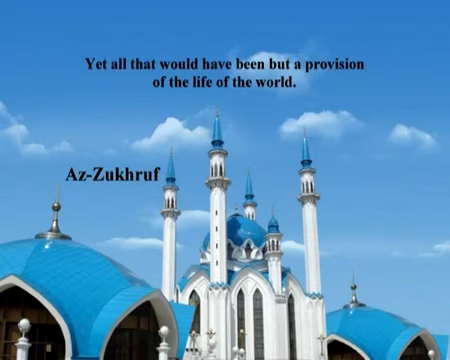 Yet all that would have been but a provision
of the life of the world.
Az-Zukhruf